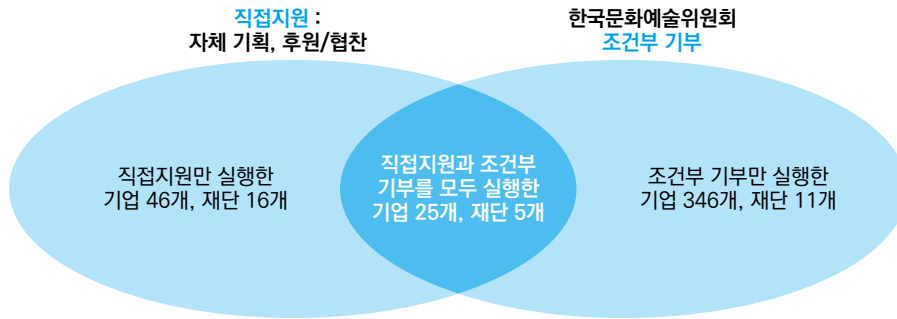 직접지원 :
자체 기획, 후원/협찬
한국문화예술위원회
조건부 기부
직접지원만 실행한
기업 46개, 재단 16개
직접지원과 조건부
기부를 모두 실행한
기업 25개, 재단 5개
조건부 기부만 실행한
기업 346개, 재단 11개